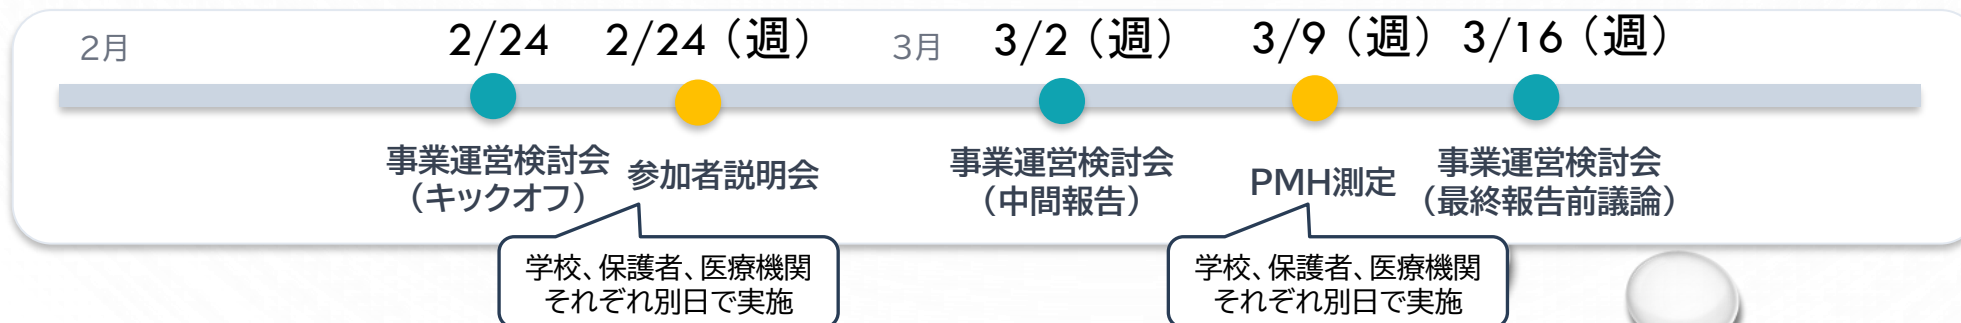 2月
2/24
2/24（週）
3月
3/2（週）
3/9（週）
3/16（週）
事業運営検討会
（キックオフ）
参加者説明会
事業運営検討会
（中間報告）
PMH測定
事業運営検討会
（最終報告前議論）
学校、保護者、医療機関
それぞれ別日で実施
学校、保護者、医療機関
それぞれ別日で実施